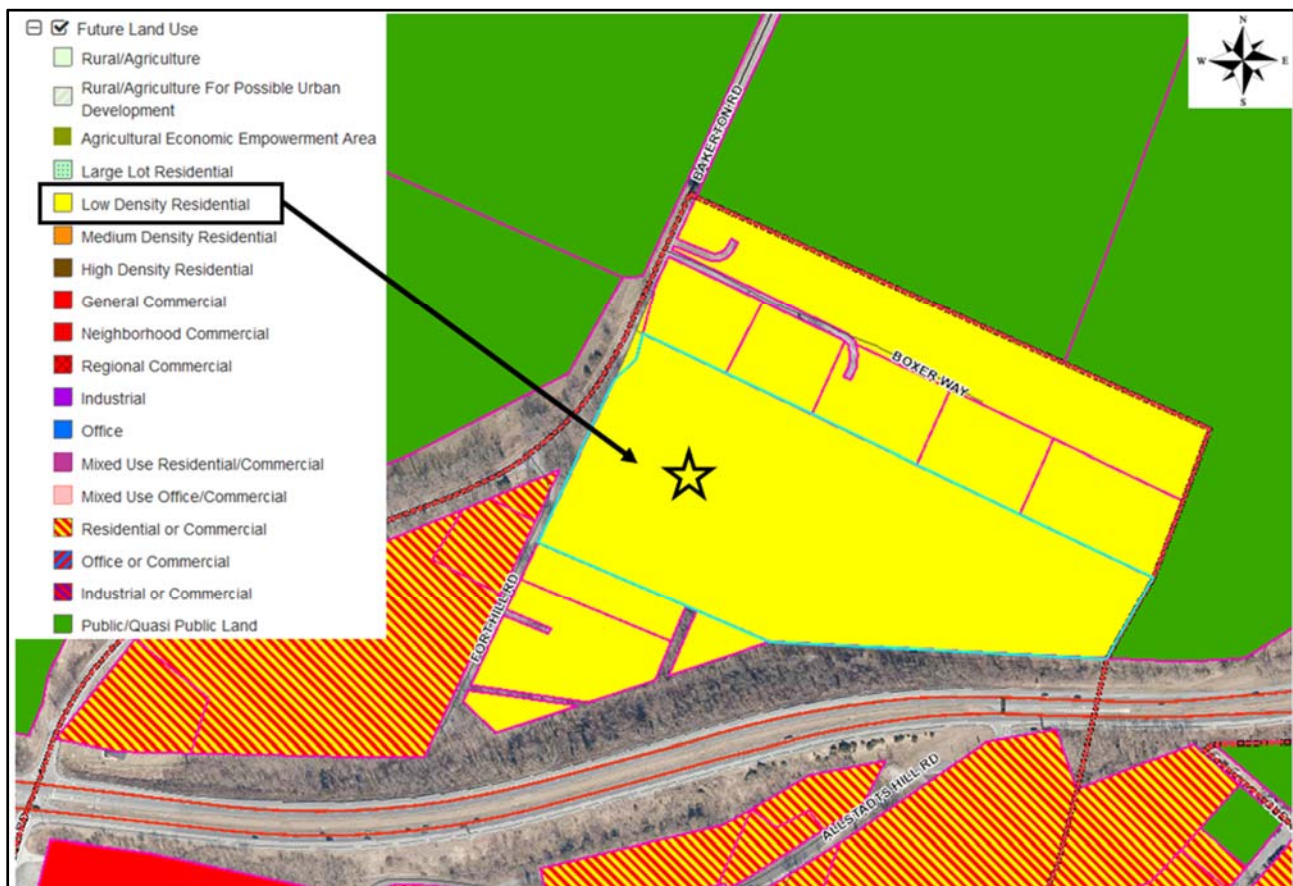 Future Land Use
Rural/Agriculture
Rural/Agriculture For Possible Urban
Development
Agricultural Economic Empowerment Area
Large Lot Residential
Low Density Residential
Medium Density Residential
High Density Residential
General Commercial
Neighborhood Commercial
Regional Commercial
Industrial
Office
Mixed Use Residential/Commercial
Mixed Use Office/Commercial
Residential or Commercial
Office or Commercial
Industrial or Commercial
Public/Quasi Public Land
N
W
E
S
BAKERTON RD
BOXER WAY
FORT HILL RD
ALLSTADTS HILL RD